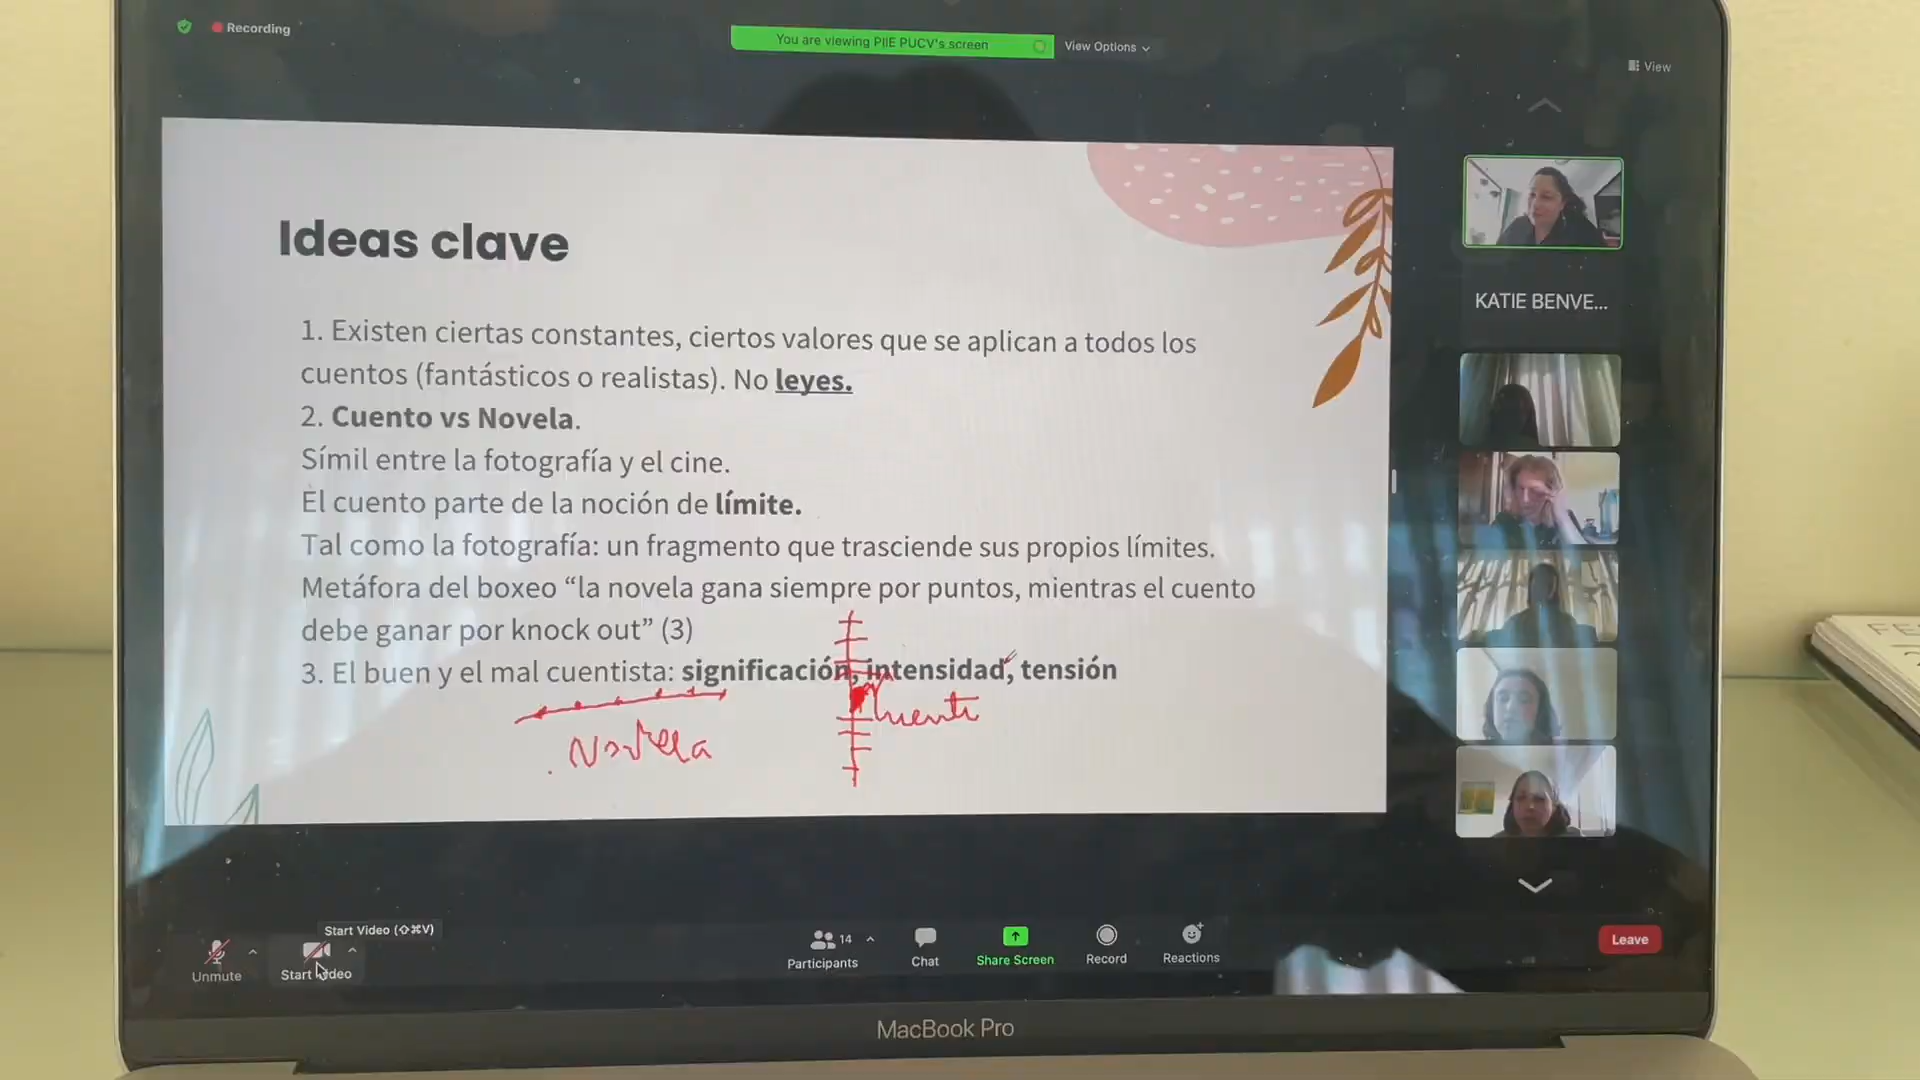 Recording
You are viewing PIIE PUCV's screen
View Options
View
Ideas clave
1. Existen ciertas constantes, ciertos valores que se aplican a todos los
cuentos (fantásticos o realistas). No leyes.
2. Cuento vs Novela.
Símil entre la fotografía y el cine.
El cuento parte de la noción de límite.
Tal como la fotografía: un fragmento que trasciende sus propios límites.
Metáfora del boxeo “la novela gana siempre por puntos, mientras el cuento
debe ganar por knock out” (3)
3. El buen y el mal cuentista: significación, intensidad, tensión
Novela
KATIE BENVE...
Start Video (⇧⌘V)
Unmute
Start Video
14
Participants
Chat
Share Screen
Record
Reactions
Leave
MacBook Pro